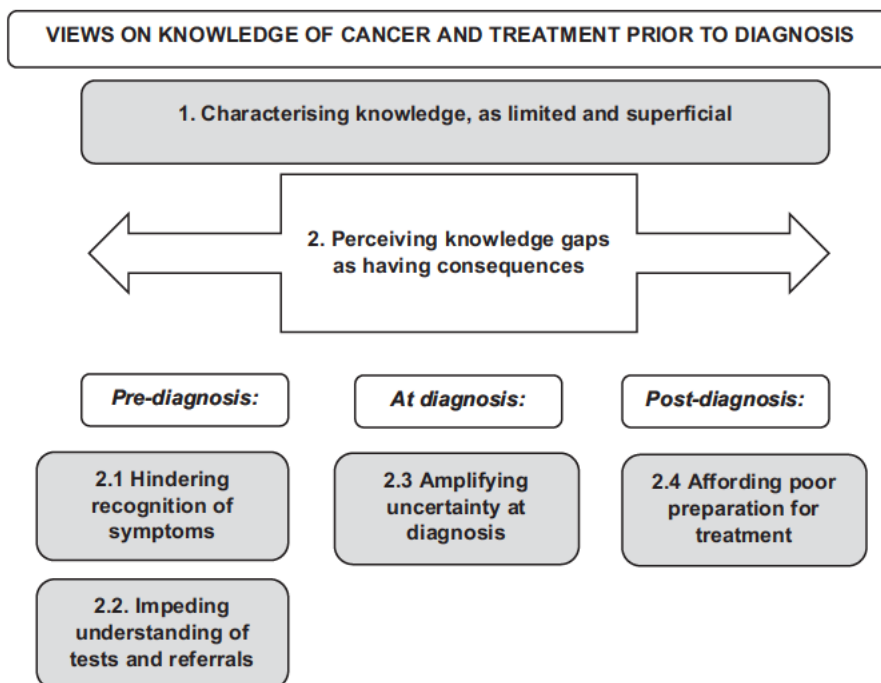 VIEWS ON KNOWLEDGE OF CANCER AND TREATMENT PRIOR TO DIAGNOSIS
1. Characterising knowledge, as limited and superficial
2. Perceiving knowledge gaps
as having consequences
Pre-diagnosis:
At diagnosis:
Post-diagnosis:
2.1 Hindering
recognition of
symptoms
2.3 Amplifying
uncertainty at
diagnosis
2.4 Affording poor
preparation for
treatment
2.2. Impeding
understanding of
tests and referrals